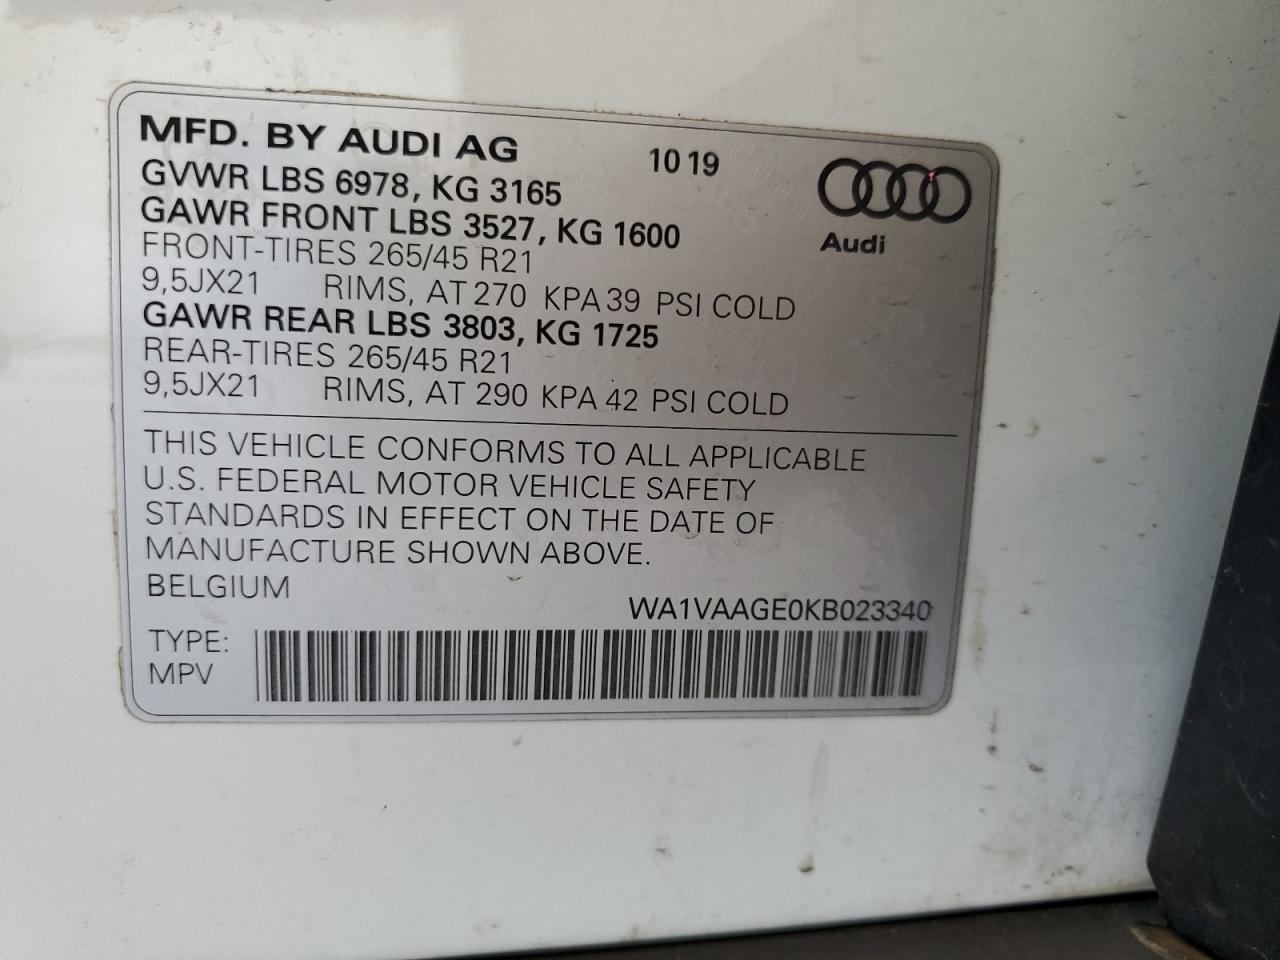 MFD. BY AUDI AG 10 19
GVWR LBS 6978, KG 3165
GAWR FRONT LBS 3527, KG 1600
Audi
FRONT-TIRES 265/45 R21
9,5JX21 RIMS, AT 270 KPA 39 PSI COLD
GAWR REAR LBS 3803, KG 1725
REAR-TIRES 265/45 R21
9,5JX21 RIMS, AT 290 KPA 42 PSI COLD
THIS VEHICLE CONFORMS TO ALL APPLICABLE
U.S. FEDERAL MOTOR VEHICLE SAFETY
STANDARDS IN EFFECT ON THE DATE OF
MANUFACTURE SHOWN ABOVE.
BELGIUM
WA1VAAGE0KB023340
TYPE:
MPV